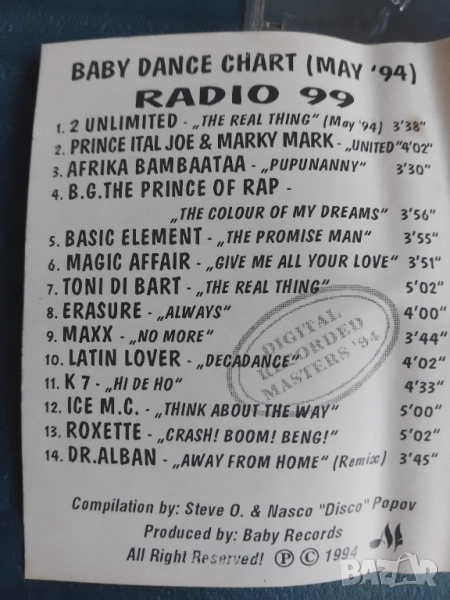 BABY DANCE CHART (MAY '94)
RADIO 99
1. 2 UNLIMITED - „THE REAL THING" (May '94) 3'38"
2. PRINCE ITAL JOE & MARKY MARK - „UNITED"4'02"
3. AFRIKA BAMBAATAA - „PUPUNANNY" 3'30"
4. B.G.THE PRINCE OF RAP -
„THE COLOUR OF MY DREAMS" 3'56"
5. BASIC ELEMENT - „THE PROMISE MAN" 3'55"
6. MAGIC AFFAIR - „GIVE ME ALL YOUR LOVE" 3'51"
7. TONI DI BART - „THE REAL THING" 5'02"
8. ERASURE - „ALWAYS" 4'00"
9. MAXX - „NO MORE" 3'44"
10. LATIN LOVER - „DECADANCE" 4'02"
11. K 7 - „HI DE HO" 4'33"
12. ICE M.C. - „THINK ABOUT THE WAY" 5'00"
13. ROXETTE - „CRASH! BOOM! BENG!" 5'02"
14. DR.ALBAN - „AWAY FROM HOME" (Remix) 3'45"
DIGITAL
RECORDED
MASTERS '94
Compilation by: Steve O. & Nasco "Disco" Popov
Produced by: Baby Records
All Right Reserved! Ⓟ © 1994
BAZAR